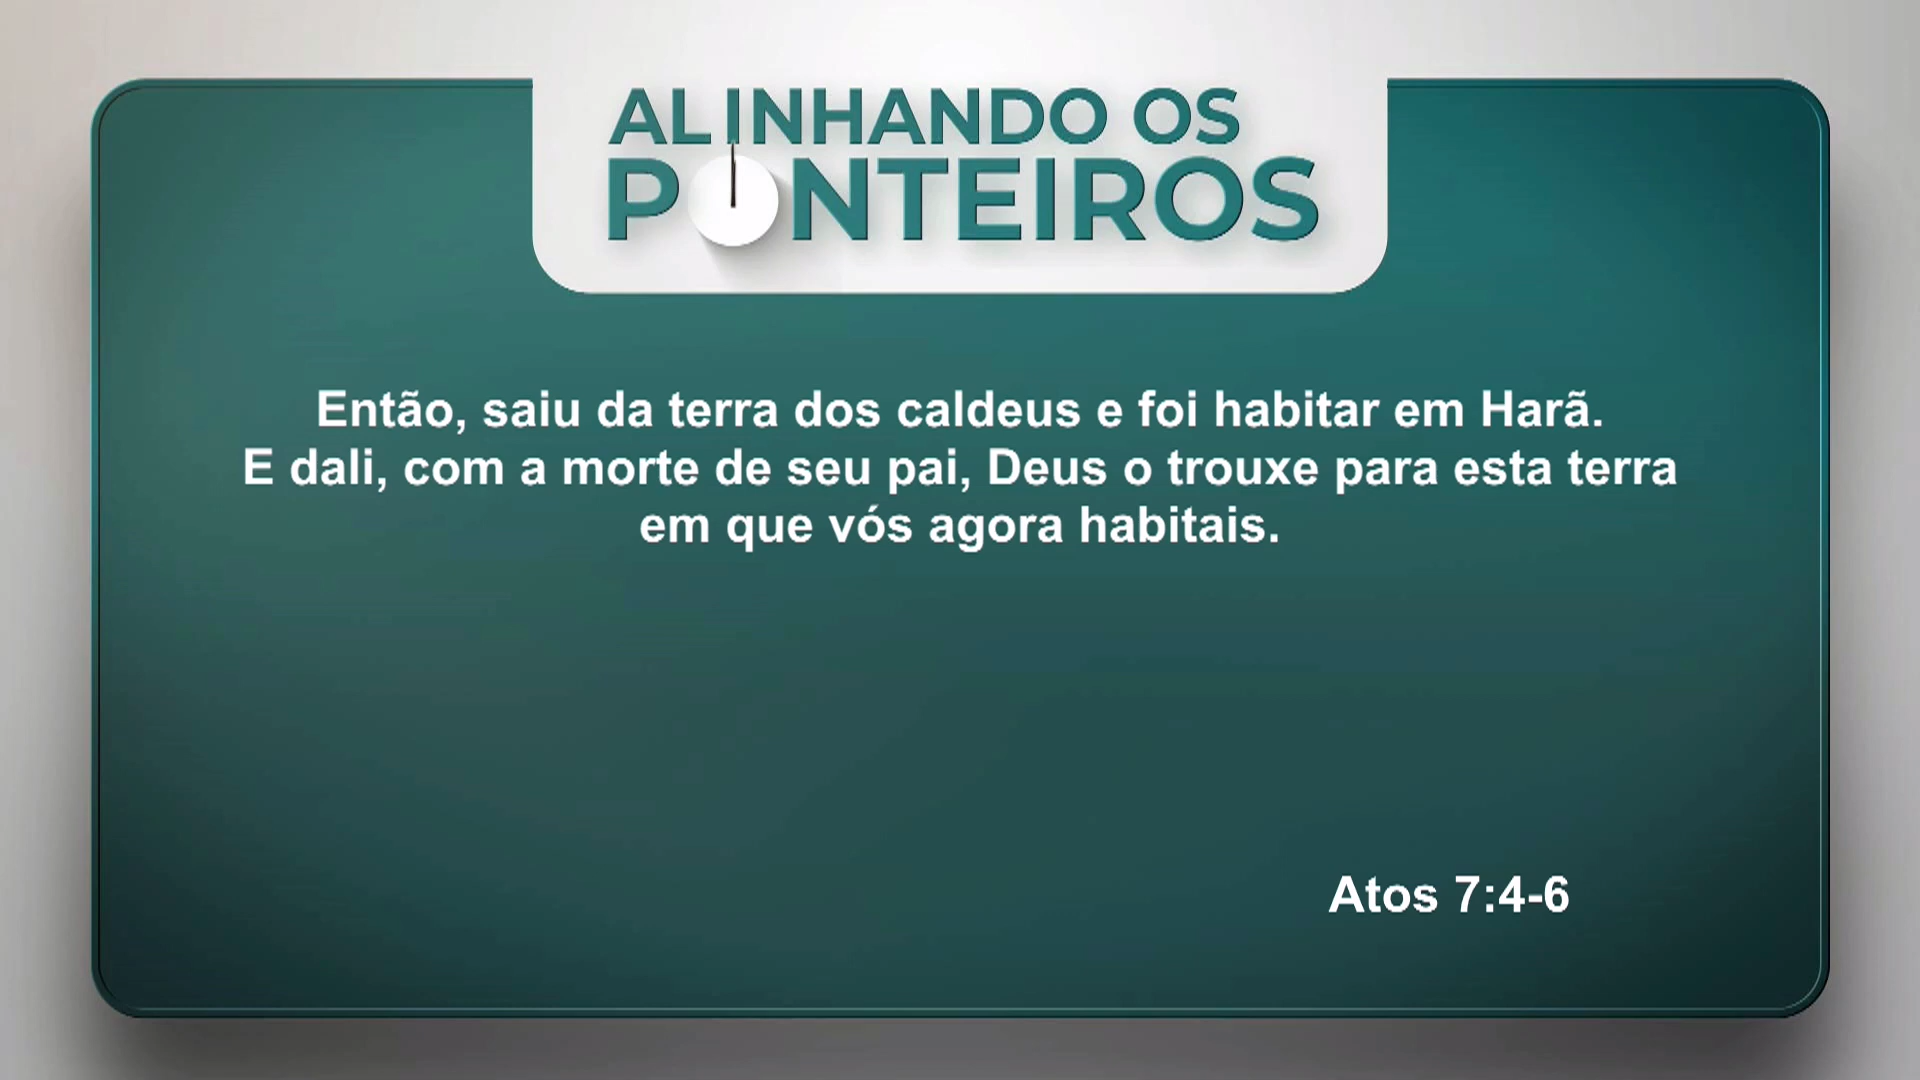 ALINHANDO OS
PONTEIROS
Então, saiu da terra dos caldeus e foi habitar em Harã.
E dali, com a morte de seu pai, Deus o trouxe para esta terra
em que vós agora habitais.
Atos 7:4-6